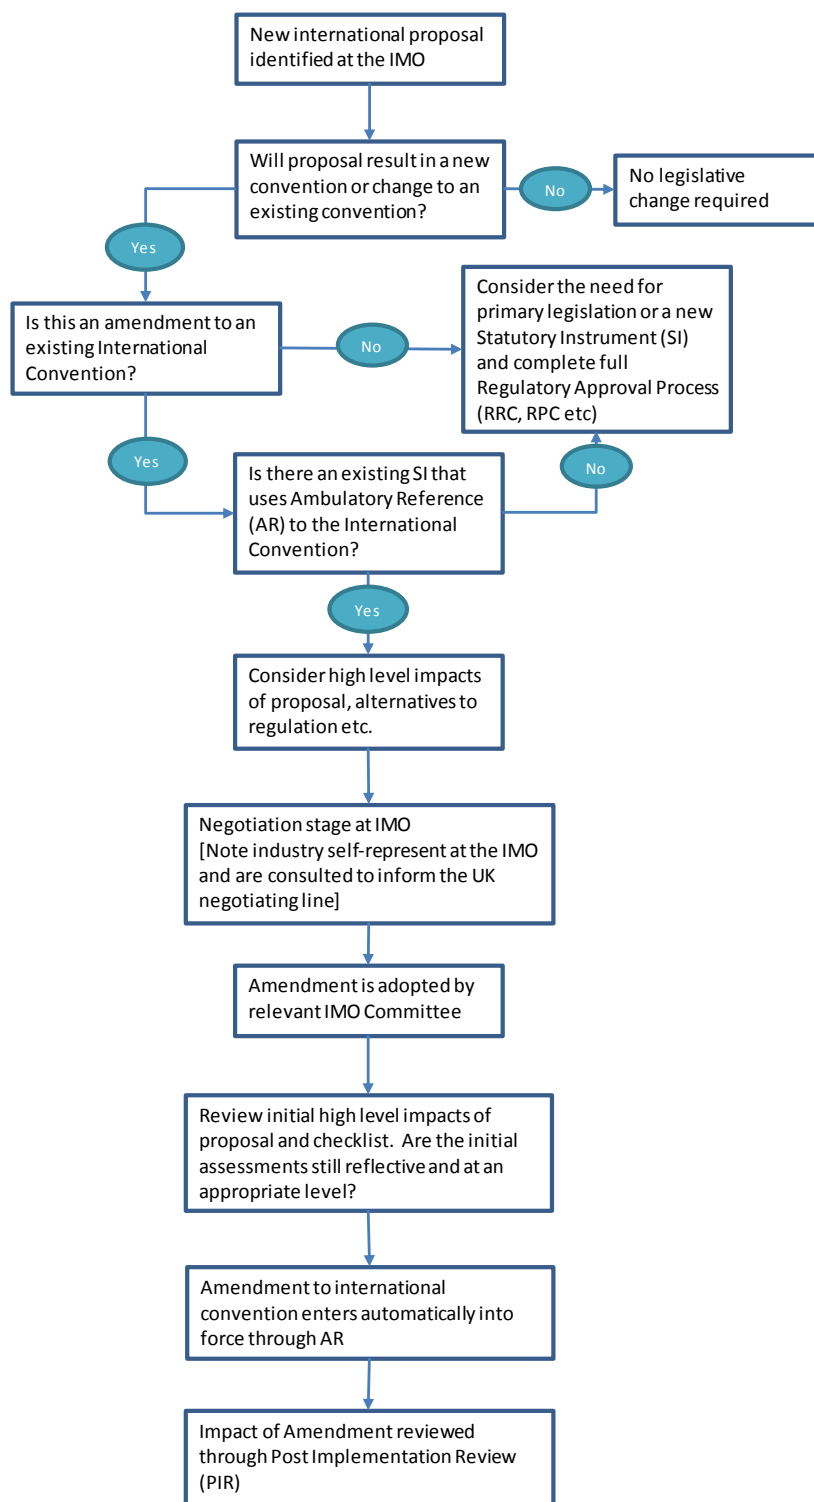 New international proposal
identified at the IMO
Will proposal result in a new
convention or change to an
existing convention?
No
No legislative
change required
Yes
Is this an amendment to an
existing International
Convention?
No
Consider the need for
primary legislation or a new
Statutory Instrument (SI)
and complete full
Regulatory Approval Process
(RRC, RPC etc)
Yes
Is there an existing SI that
uses Ambulatory Reference
(AR) to the International
Convention?
No
Yes
Consider high level impacts
of proposal, alternatives to
regulation etc.
Negotiation stage at IMO
[Note industry self-represent at the IMO
and are consulted to inform the UK
negotiating line]
Amendment is adopted by
relevant IMO Committee
Review initial high level impacts of
proposal and checklist.  Are the initial
assessments still reflective and at an
appropriate level?
Amendment to international
convention enters automatically into
force through AR
Impact of Amendment reviewed
through Post Implementation Review
(PIR)